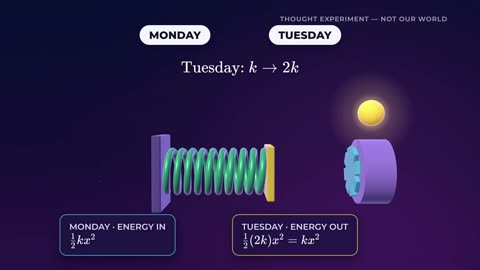 THOUGHT EXPERIMENT — NOT OUR WORLD
MONDAY TUESDAY
Tuesday: k → 2k
MONDAY · ENERGY IN
½kx²
TUESDAY · ENERGY OUT
½(2k)x² = kx²